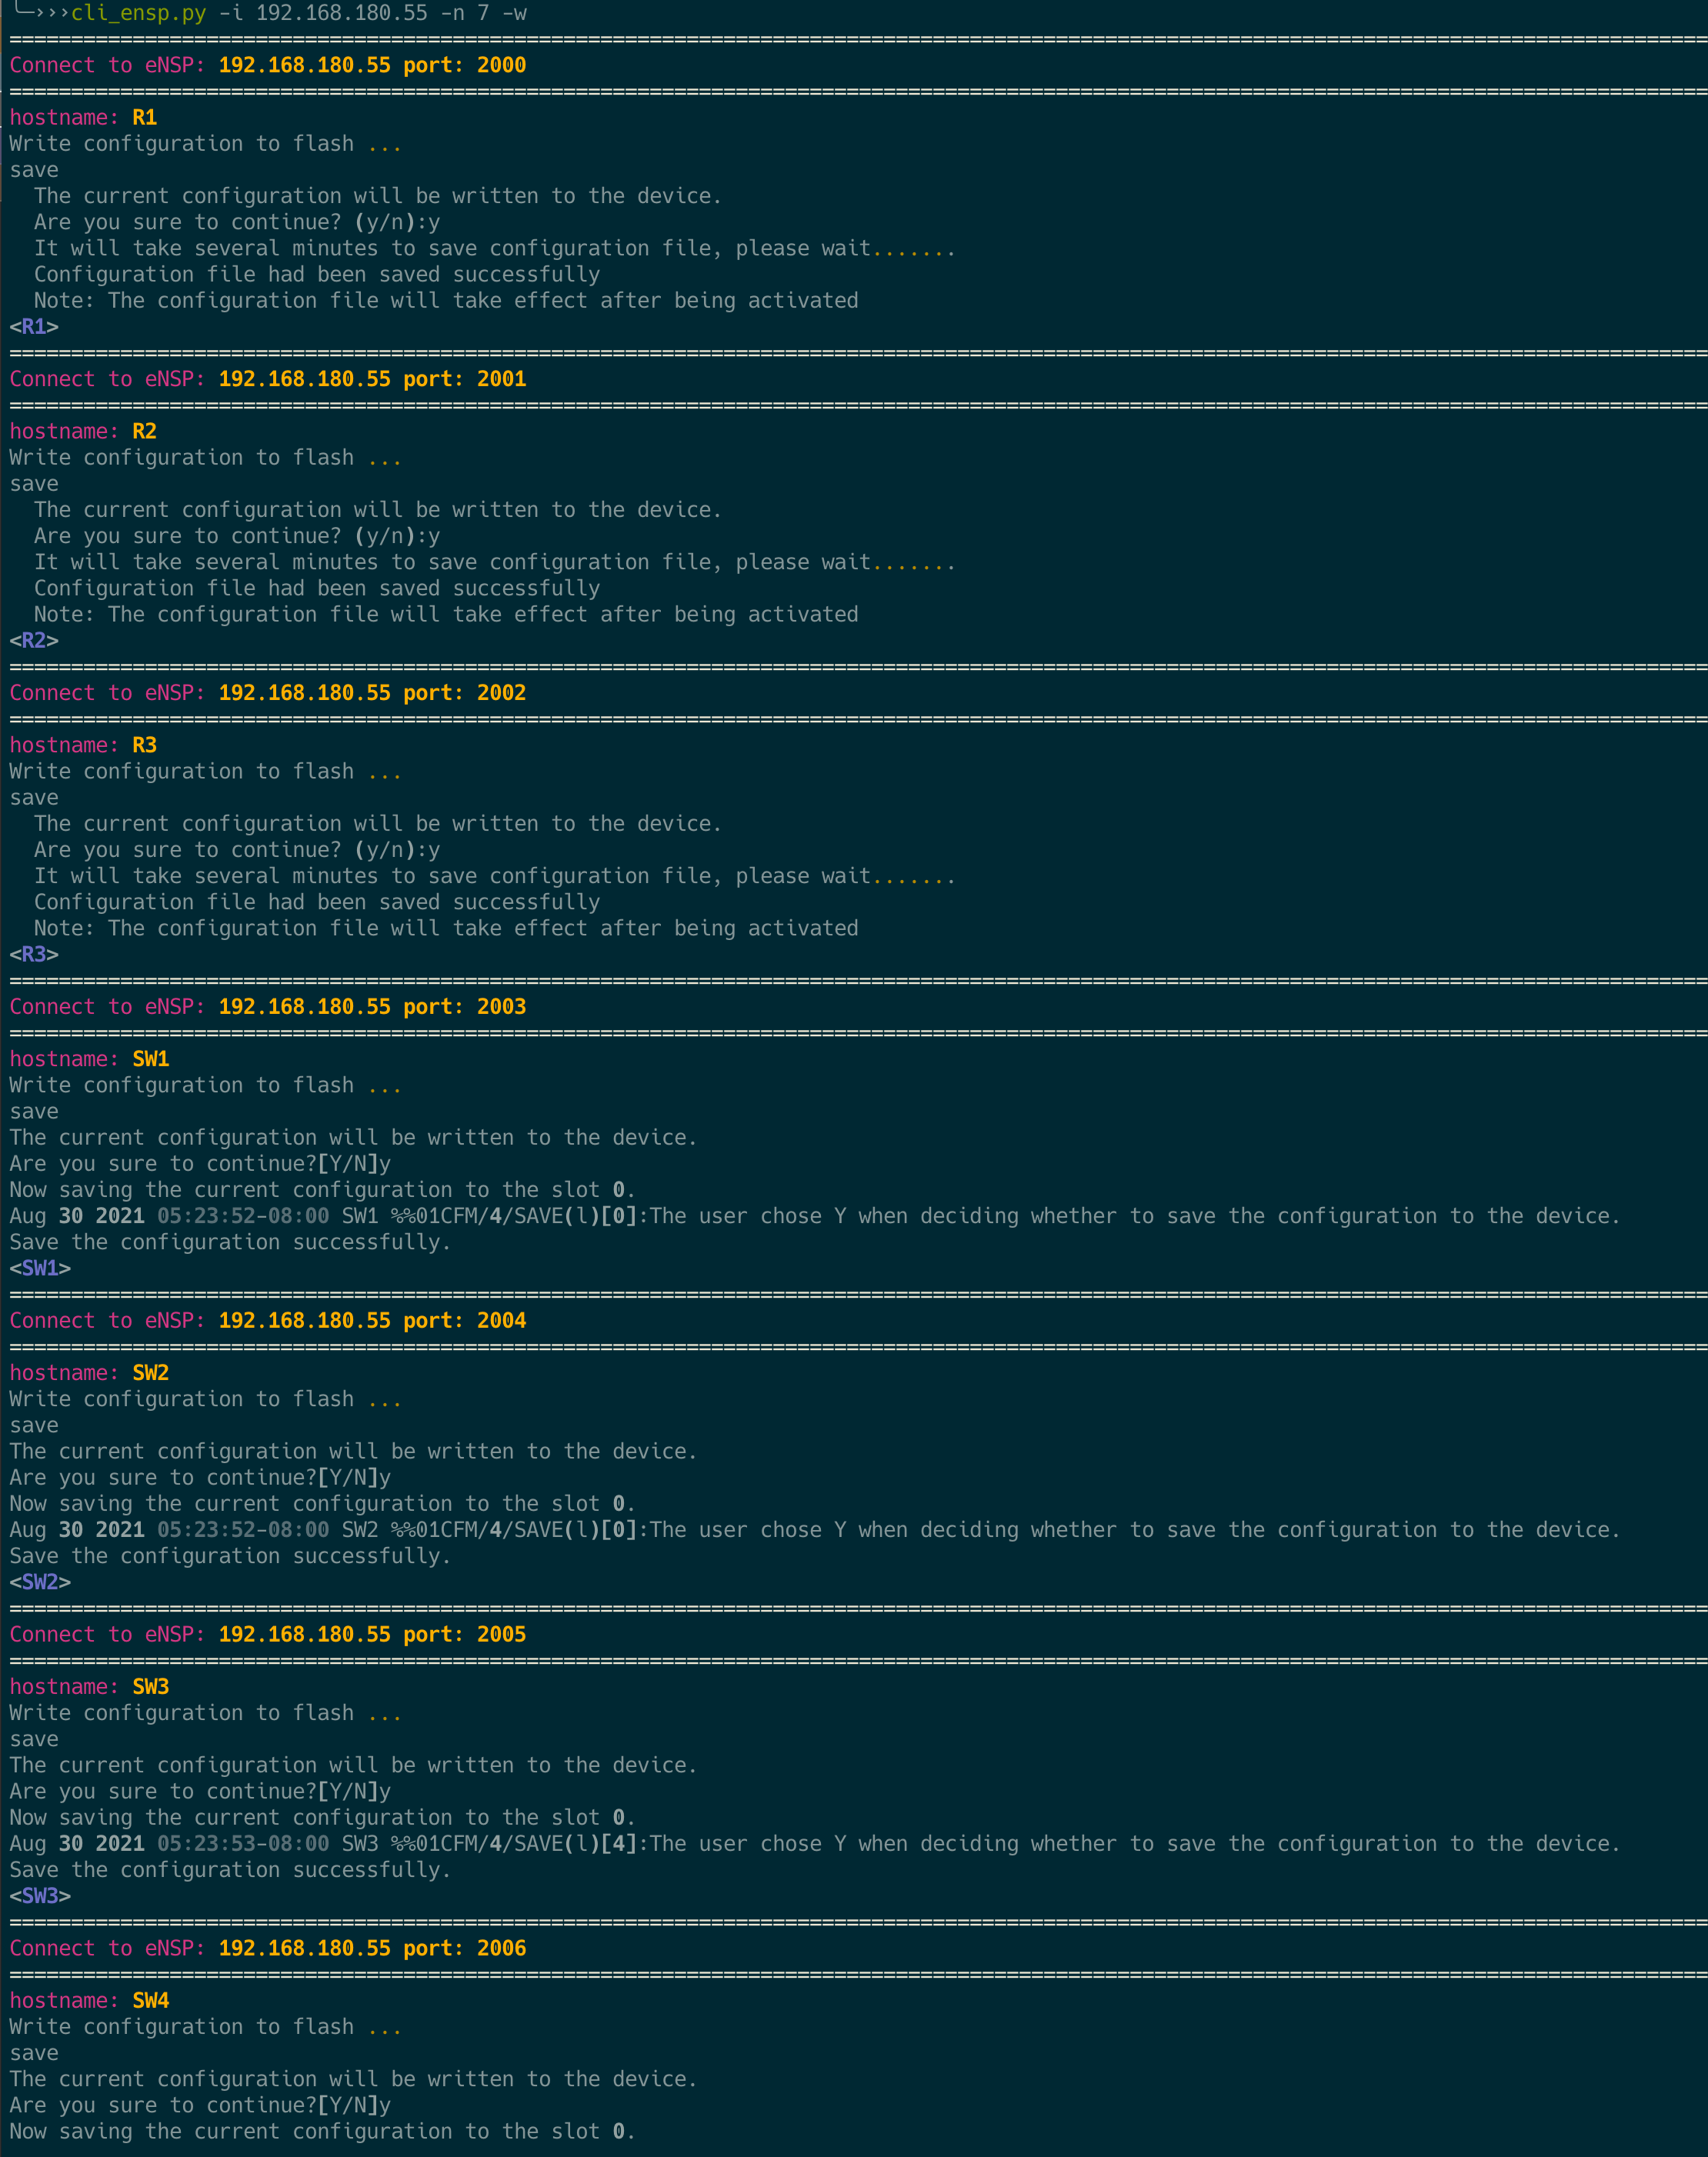 ╰─›››cli_ensp.py -i 192.168.180.55 -n 7 -w
==========================================================================================================================================
Connect to eNSP: 192.168.180.55 port: 2000
==========================================================================================================================================
hostname: R1
Write configuration to flash ...
save
  The current configuration will be written to the device.
  Are you sure to continue? (y/n):y
  It will take several minutes to save configuration file, please wait.......
  Configuration file had been saved successfully
  Note: The configuration file will take effect after being activated
<R1>
==========================================================================================================================================
Connect to eNSP: 192.168.180.55 port: 2001
==========================================================================================================================================
hostname: R2
Write configuration to flash ...
save
  The current configuration will be written to the device.
  Are you sure to continue? (y/n):y
  It will take several minutes to save configuration file, please wait.......
  Configuration file had been saved successfully
  Note: The configuration file will take effect after being activated
<R2>
==========================================================================================================================================
Connect to eNSP: 192.168.180.55 port: 2002
==========================================================================================================================================
hostname: R3
Write configuration to flash ...
save
  The current configuration will be written to the device.
  Are you sure to continue? (y/n):y
  It will take several minutes to save configuration file, please wait.......
  Configuration file had been saved successfully
  Note: The configuration file will take effect after being activated
<R3>
==========================================================================================================================================
Connect to eNSP: 192.168.180.55 port: 2003
==========================================================================================================================================
hostname: SW1
Write configuration to flash ...
save
The current configuration will be written to the device.
Are you sure to continue?[Y/N]y
Now saving the current configuration to the slot 0.
Aug 30 2021 05:23:52-08:00 SW1 %%01CFM/4/SAVE(l)[0]:The user chose Y when deciding whether to save the configuration to the device.
Save the configuration successfully.
<SW1>
==========================================================================================================================================
Connect to eNSP: 192.168.180.55 port: 2004
==========================================================================================================================================
hostname: SW2
Write configuration to flash ...
save
The current configuration will be written to the device.
Are you sure to continue?[Y/N]y
Now saving the current configuration to the slot 0.
Aug 30 2021 05:23:52-08:00 SW2 %%01CFM/4/SAVE(l)[0]:The user chose Y when deciding whether to save the configuration to the device.
Save the configuration successfully.
<SW2>
==========================================================================================================================================
Connect to eNSP: 192.168.180.55 port: 2005
==========================================================================================================================================
hostname: SW3
Write configuration to flash ...
save
The current configuration will be written to the device.
Are you sure to continue?[Y/N]y
Now saving the current configuration to the slot 0.
Aug 30 2021 05:23:53-08:00 SW3 %%01CFM/4/SAVE(l)[4]:The user chose Y when deciding whether to save the configuration to the device.
Save the configuration successfully.
<SW3>
==========================================================================================================================================
Connect to eNSP: 192.168.180.55 port: 2006
==========================================================================================================================================
hostname: SW4
Write configuration to flash ...
save
The current configuration will be written to the device.
Are you sure to continue?[Y/N]y
Now saving the current configuration to the slot 0.